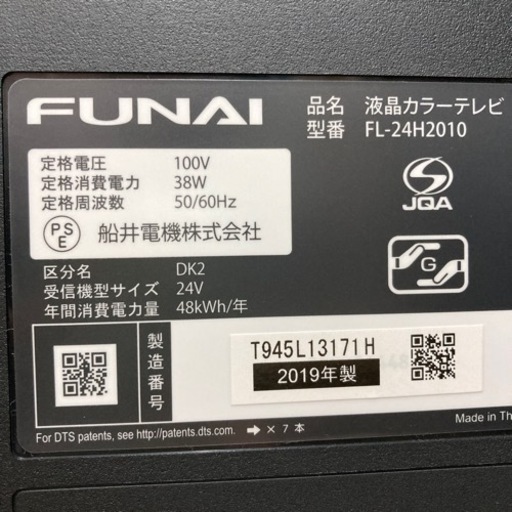 FUNAI
品名 液晶カラーテレビ
型番 FL-24H2010
定格電圧 100V
定格消費電力 38W
定格周波数 50/60Hz
PSE 船井電機株式会社
JQA
G
区分名 DK2
受信機型サイズ 24V
年間消費電力量 48kWh/年
製造番号
T945L13171H
2019年製
For DTS patents, see http://patents.dts.com. → × 7 本
Made in Th